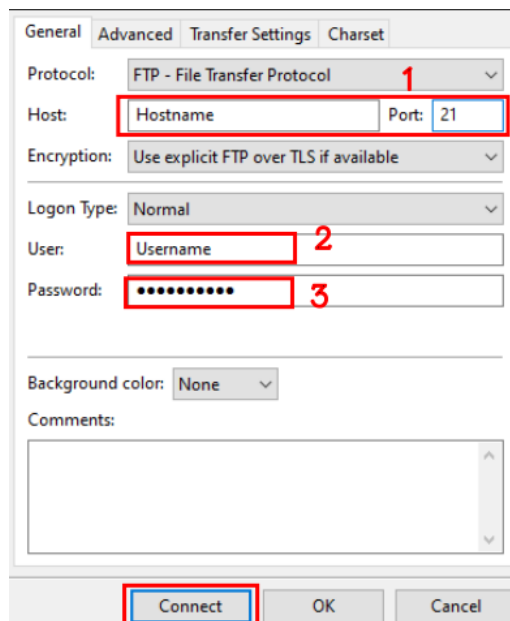 General Advanced Transfer Settings Charset
Protocol: FTP - File Transfer Protocol 1
Host: Hostname Port: 21
Encryption: Use explicit FTP over TLS if available
Logon Type: Normal
User: Username 2
Password: ●●●●●●●●●● 3
Background color: None
Comments:
Connect OK Cancel